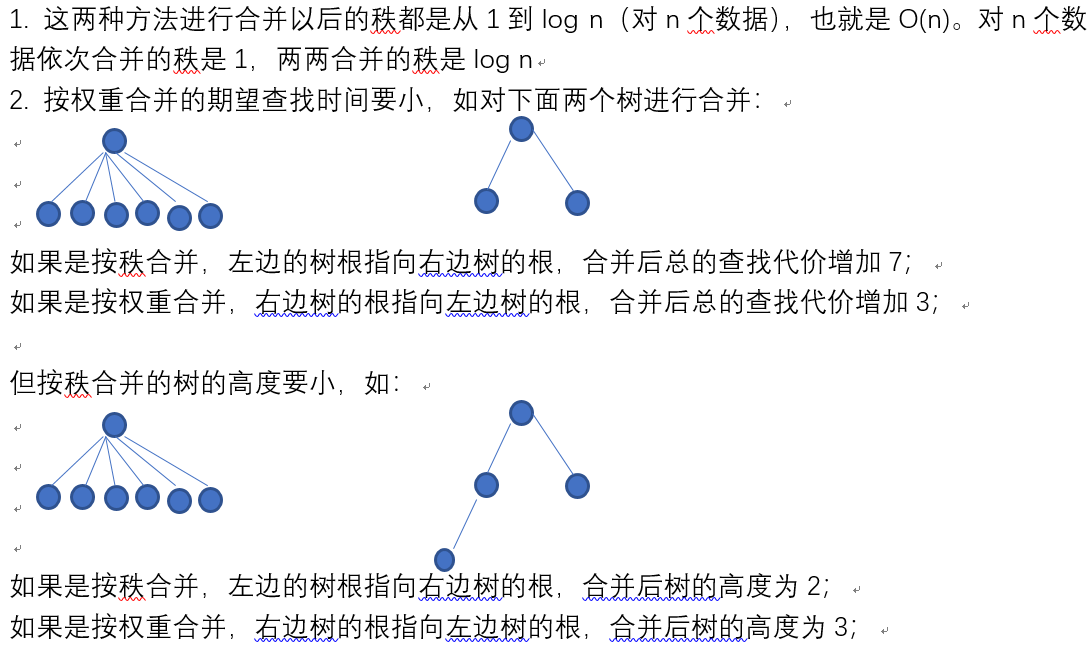 1. 这两种方法进行合并以后的秩都是从 1 到 log n（对 n 个数据），也就是 O(n)。对 n 个数
据依次合并的秩是 1，两两合并的秩是 log n
2. 按权重合并的期望查找时间要小，如对下面两个树进行合并：
如果是按秩合并，左边的树根指向右边树的根，合并后总的查找代价增加 7；
如果是按权重合并，右边树的根指向左边树的根，合并后总的查找代价增加 3；
但按秩合并的树的高度要小，如：
如果是按秩合并，左边的树根指向右边树的根，合并后树的高度为 2；
如果是按权重合并，右边树的根指向左边树的根，合并后树的高度为 3；